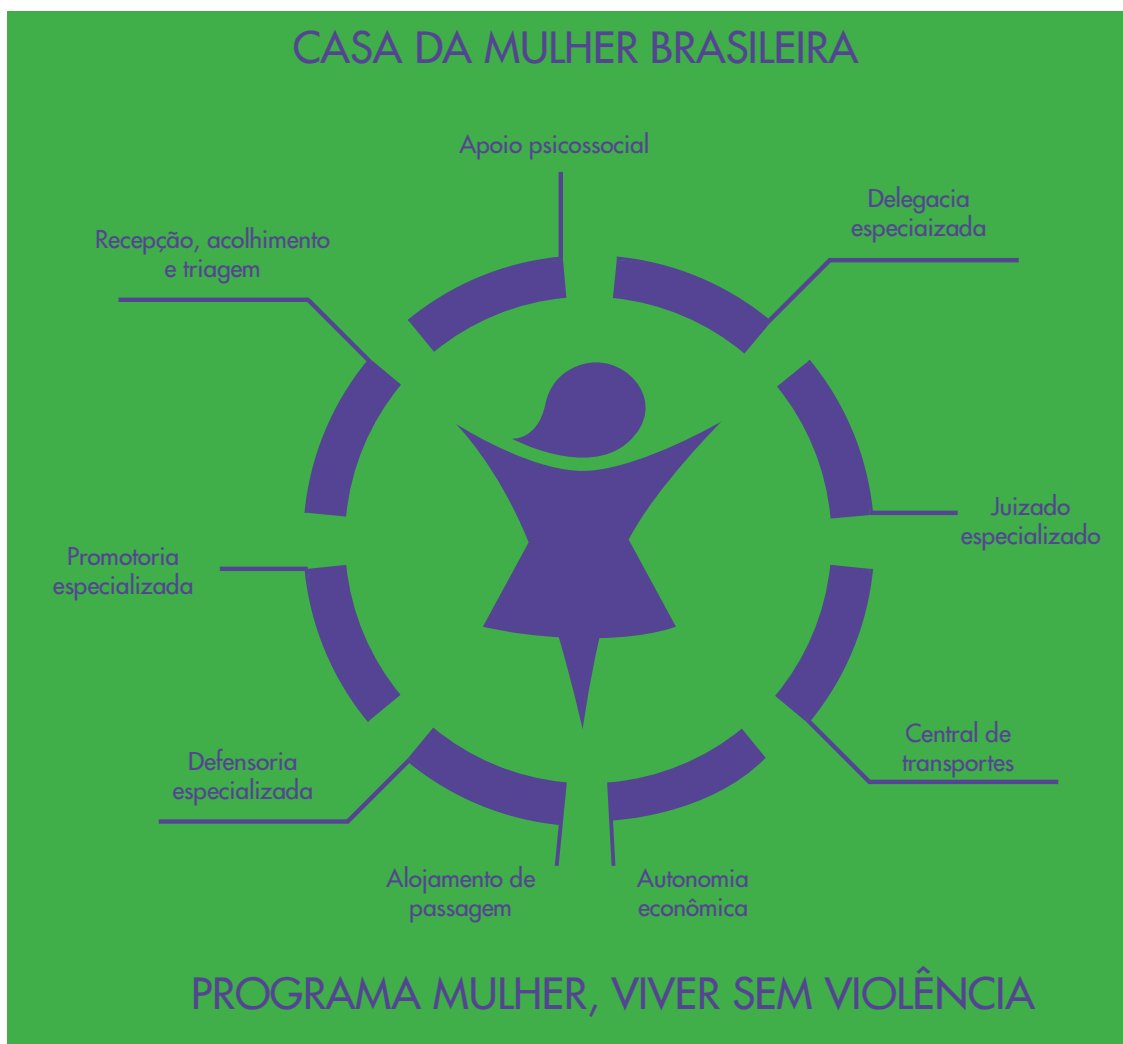 CASA DA MULHER BRASILEIRA
Apoio psicossocial
Delegacia
especiaizada
Recepção, acolhimento
e triagem
Juizado
especializado
Promotoria
especializada
Central de
transportes
Defensoria
especializada
Alojamento de
passagem
Autonomia
econômica
PROGRAMA MULHER, VIVER SEM VIOLÊNCIA